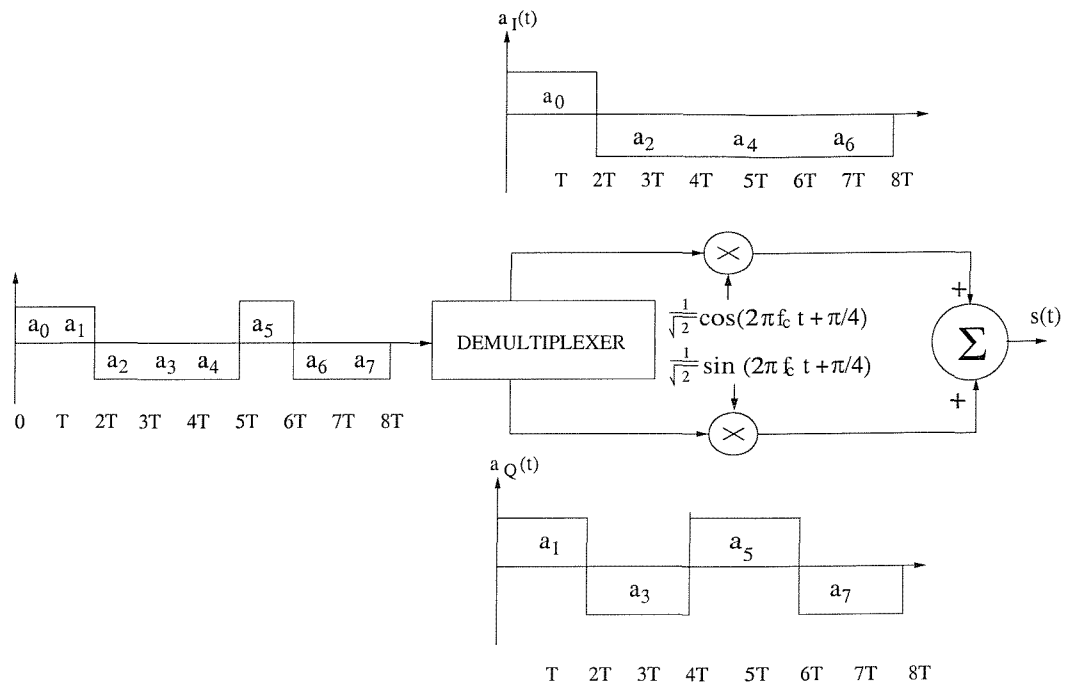 a_I(t)
a_0
a_2 a_4 a_6
T 2T 3T 4T 5T 6T 7T 8T
a_0 a_1 a_5
a_2 a_3 a_4 a_6 a_7
0 T 2T 3T 4T 5T 6T 7T 8T
DEMULTIPLEXER
×
1/√2 cos(2π f_c t + π/4)
1/√2 sin (2π f_c t + π/4)
×
+
Σ
+
s(t)
a_Q(t)
a_1 a_5
a_3 a_7
T 2T 3T 4T 5T 6T 7T 8T